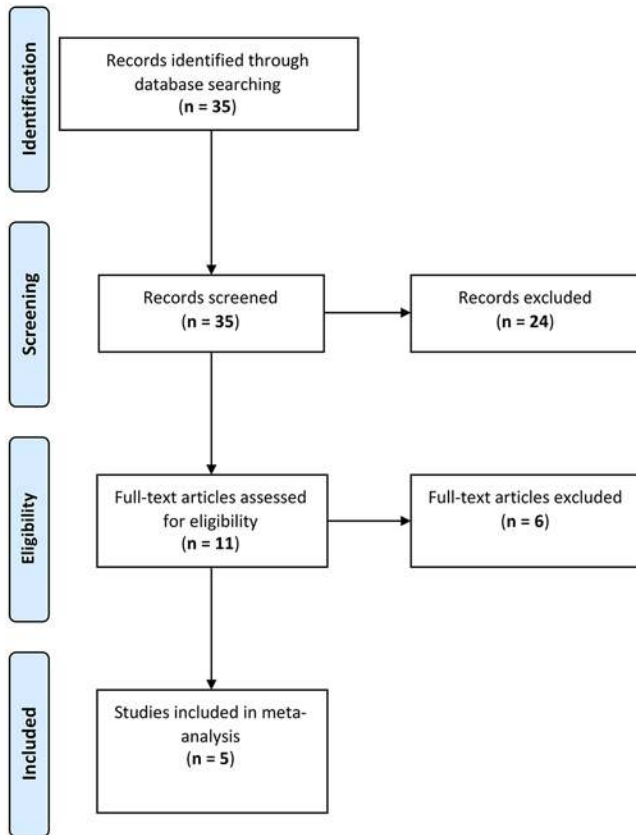 Identification
Records identified through
database searching
(n = 35)
Screening
Records screened
(n = 35)
Records excluded
(n = 24)
Eligibility
Full-text articles assessed
for eligibility
(n = 11)
Full-text articles excluded
(n = 6)
Included
Studies included in meta-
analysis
(n = 5)